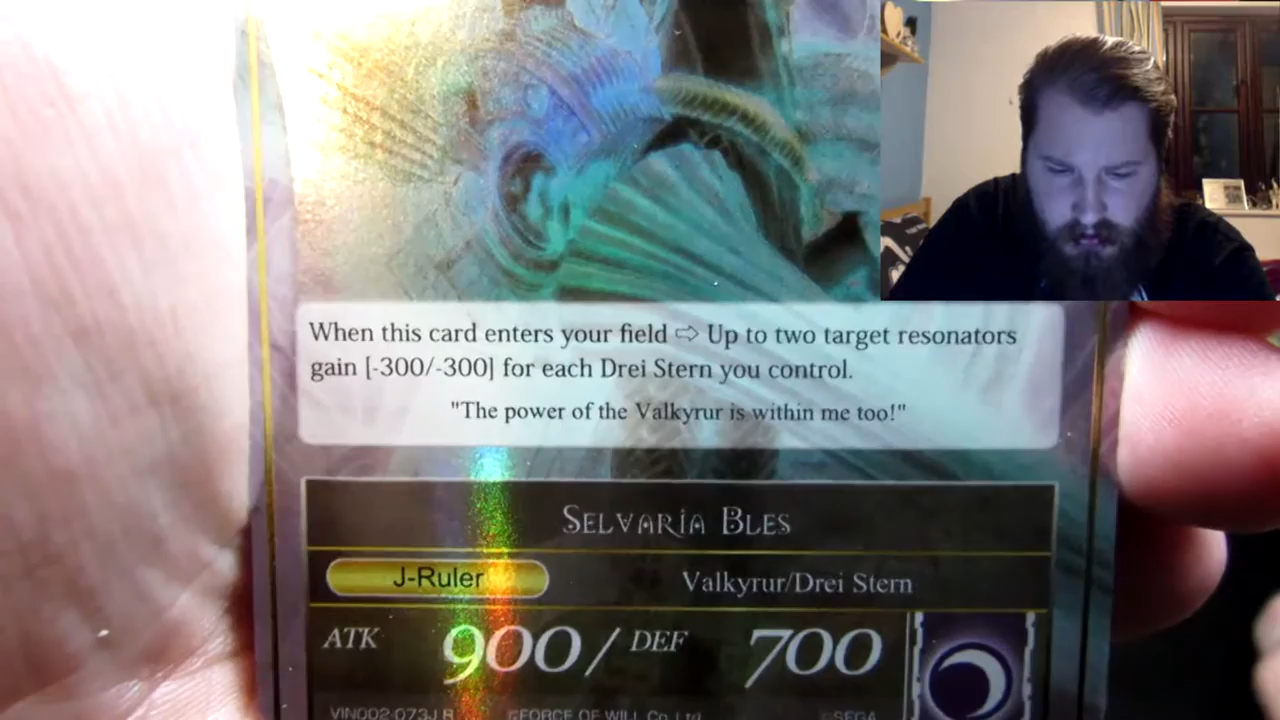 When this card enters your field ⇨ Up to two target resonators
gain [-300/-300] for each Drei Stern you control.
"The power of the Valkyrur is within me too!"
Selvaria Bles
J-Ruler
Valkyrur/Drei Stern
ATK 900 / DEF 700
VIN002-073J R ©FORCE OF WILL Co.,Ltd. ©SEGA